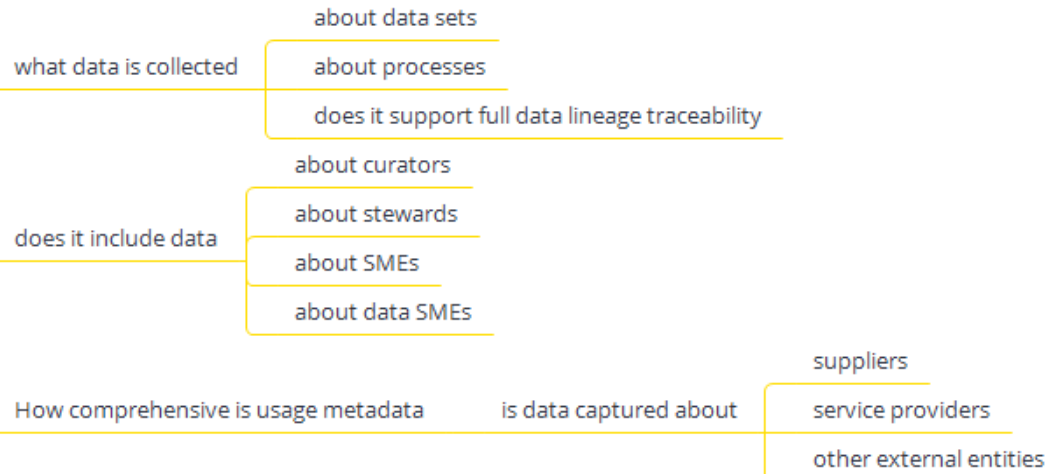 about data sets
what data is collected
about processes
does it support full data lineage traceability
about curators
about stewards
does it include data
about SMEs
about data SMEs
suppliers
How comprehensive is usage metadata
is data captured about
service providers
other external entities